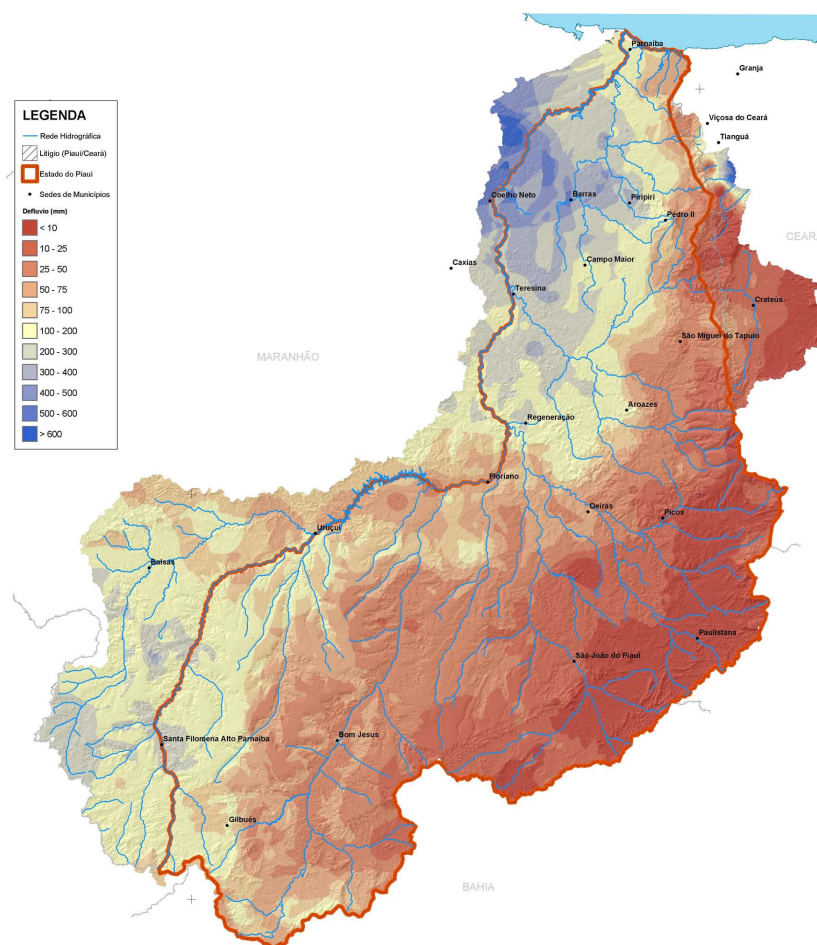 Parnaíba
Granja
LEGENDA
Rede Hidrográfica
Litígio (Piauí/Ceará)
Estado do Piauí
Sedes de Municípios
Defluvio (mm)
< 10
10 - 25
25 - 50
50 - 75
75 - 100
100 - 200
200 - 300
300 - 400
400 - 500
500 - 600
> 600
Viçosa do Ceará
Tianguá
Coelho Neto
Barras
Piripiri
Pedro II
CEARÁ
Caxias
Campo Maior
Teresina
Crateús
MARANHÃO
São Miguel do Tapuio
Aroazes
Regeneração
Floriano
Oeiras
Picos
Uruçuí
Balsas
Paulistana
São João do Piauí
Santa Filomena Alto Parnaíba
Bom Jesus
Gilbués
BAHIA